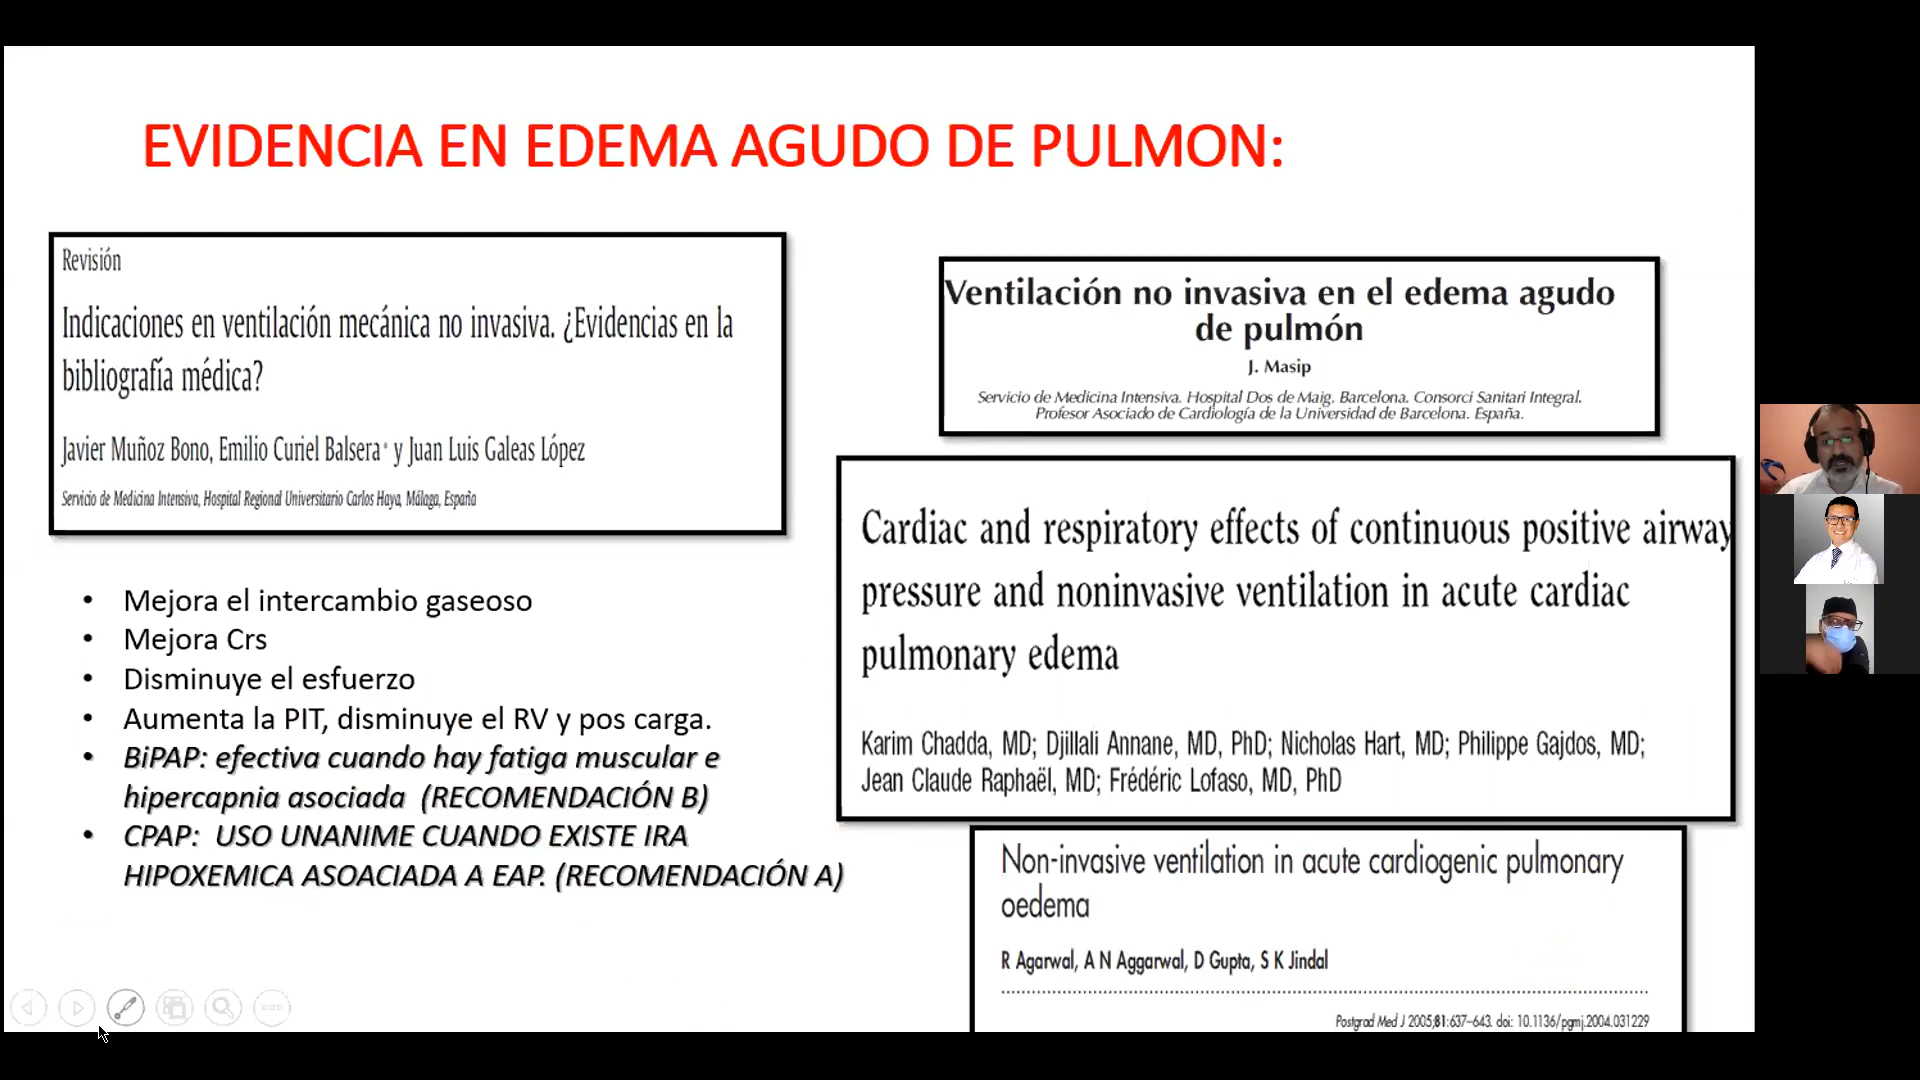 EVIDENCIA EN EDEMA AGUDO DE PULMON:
Revisión
Indicaciones en ventilación mecánica no invasiva. ¿Evidencias en la
bibliografía médica?
Javier Muñoz Bono, Emilio Curiel Balsera* y Juan Luis Galeas López
Servicio de Medicina Intensiva, Hospital Regional Universitario Carlos Haya, Málaga, España
• Mejora el intercambio gaseoso
• Mejora Crs
• Disminuye el esfuerzo
• Aumenta la PIT, disminuye el RV y pos carga.
• BiPAP: efectiva cuando hay fatiga muscular e
hipercapnia asociada (RECOMENDACIÓN B)
• CPAP: USO UNANIME CUANDO EXISTE IRA
HIPOXEMICA ASOACIADA A EAP. (RECOMENDACIÓN A)
Ventilación no invasiva en el edema agudo
de pulmón
J. Masip
Servicio de Medicina Intensiva. Hospital Dos de Maig. Barcelona. Consorci Sanitari Integral.
Profesor Asociado de Cardiología de la Universidad de Barcelona. España.
Cardiac and respiratory effects of continuous positive airway
pressure and noninvasive ventilation in acute cardiac
pulmonary edema
Karim Chadda, MD; Djillali Annane, MD, PhD; Nicholas Hart, MD; Philippe Gajdos, MD;
Jean Claude Raphaël, MD; Frédéric Lofaso, MD, PhD
Non-invasive ventilation in acute cardiogenic pulmonary
oedema
R Agarwal, A N Aggarwal, D Gupta, S K Jindal
Postgrad Med J 2005;81:637–643. doi: 10.1136/pgmj.2004.031229